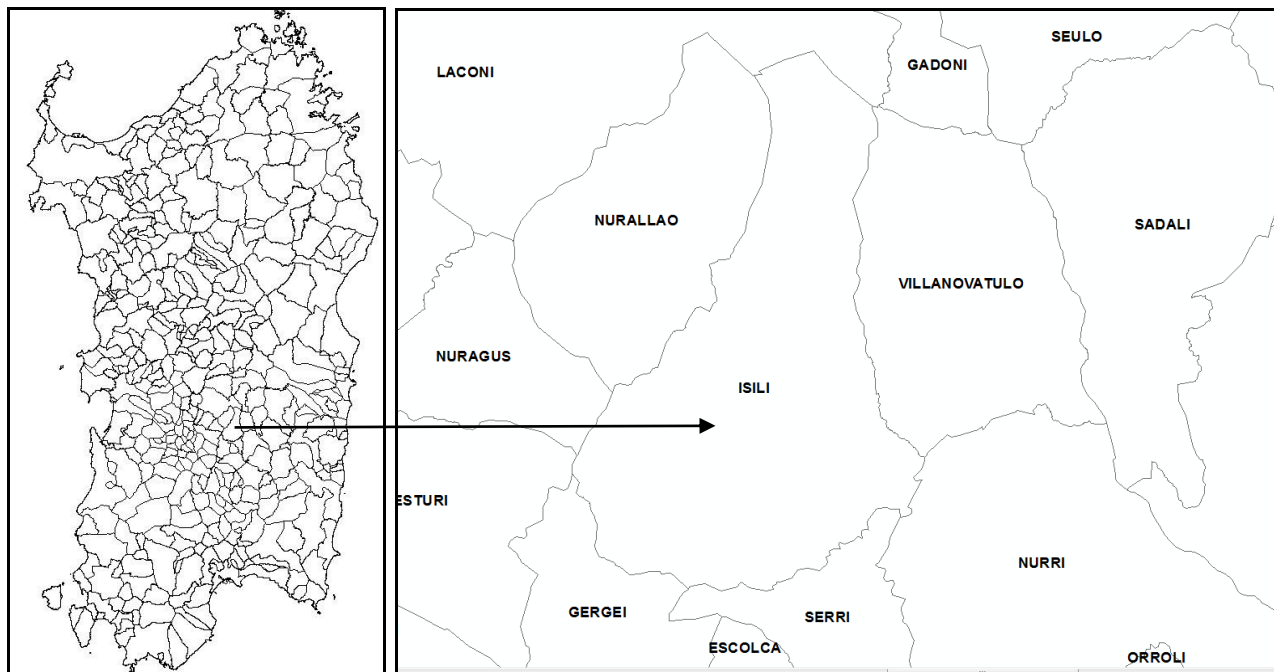 SEULO
GADONI
LACONI
NURALLAO
SADALI
VILLANOVATULO
NURAGUS
ISILI
ESTURI
NURRI
GERGEI
SERRI
ESCOLCA
ORROLI